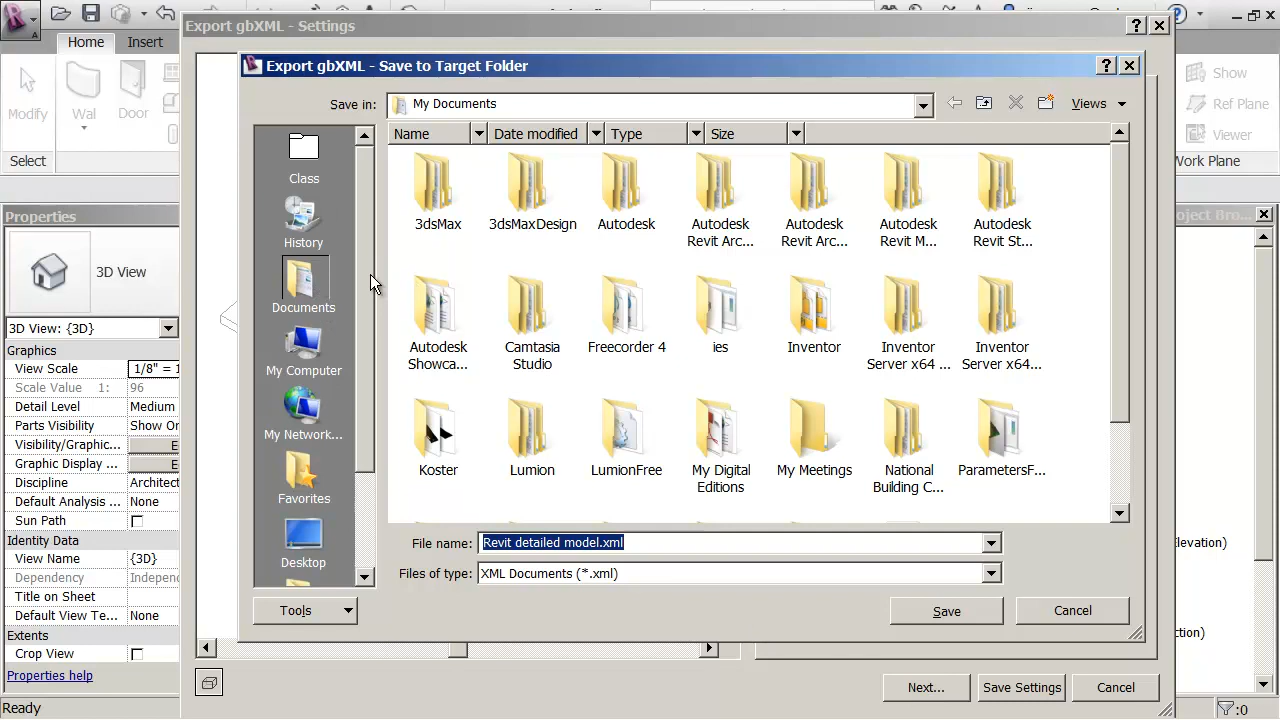 Export gbXML - Settings
Home Insert
Modify
Wal
Door
Select
Show
Ref Plane
Viewer
Work Plane
Export gbXML - Save to Target Folder
Save in:
My Documents
Views
Name
Date modified
Type
Size
Class
History
Documents
My Computer
My Network...
Favorites
Desktop
3dsMax
3dsMaxDesign
Autodesk
Autodesk
Revit Arc...
Autodesk
Revit Arc...
Autodesk
Revit M...
Autodesk
Revit St...
Autodesk
Showca...
Camtasia
Studio
Freecorder 4
ies
Inventor
Inventor
Server x64 ...
Inventor
Server x64...
Koster
Lumion
LumionFree
My Digital
Editions
My Meetings
National
Building C...
ParametersF...
File name:
Revit detailed model.xml
Files of type:
XML Documents (*.xml)
Tools
Save
Cancel
Next...
Save Settings
Cancel
Properties
3D View
3D View: {3D}
Graphics
View Scale 1/8" = 1
Scale Value 1: 96
Detail Level Medium
Parts Visibility Show Or
Visibility/Graphic... E
Graphic Display ... E
Discipline Architect
Default Analysis ... None
Sun Path
Identity Data
View Name {3D}
Dependency Indepen
Title on Sheet
Default View Te... None
Extents
Crop View
Properties help
Ready
roject Bro...
levation)
ction)
:0